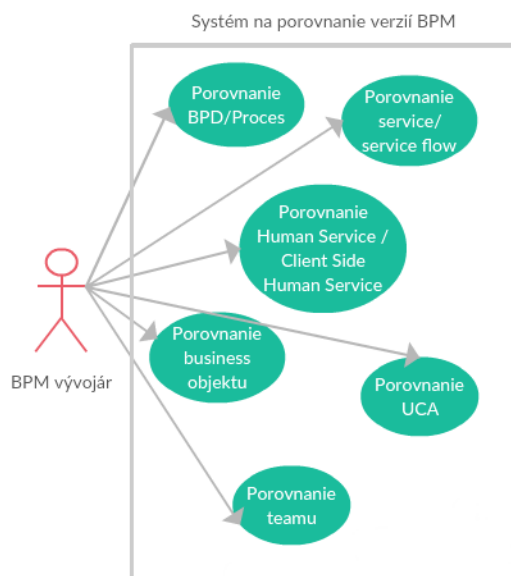 Systém na porovnanie verzií BPM
Porovnanie
BPD/Proces
Porovnanie
service/
service flow
Porovnanie
Human Service /
Client Side
Human Service
Porovnanie
business
objektu
BPM vývojár
Porovnanie
UCA
Porovnanie
teamu